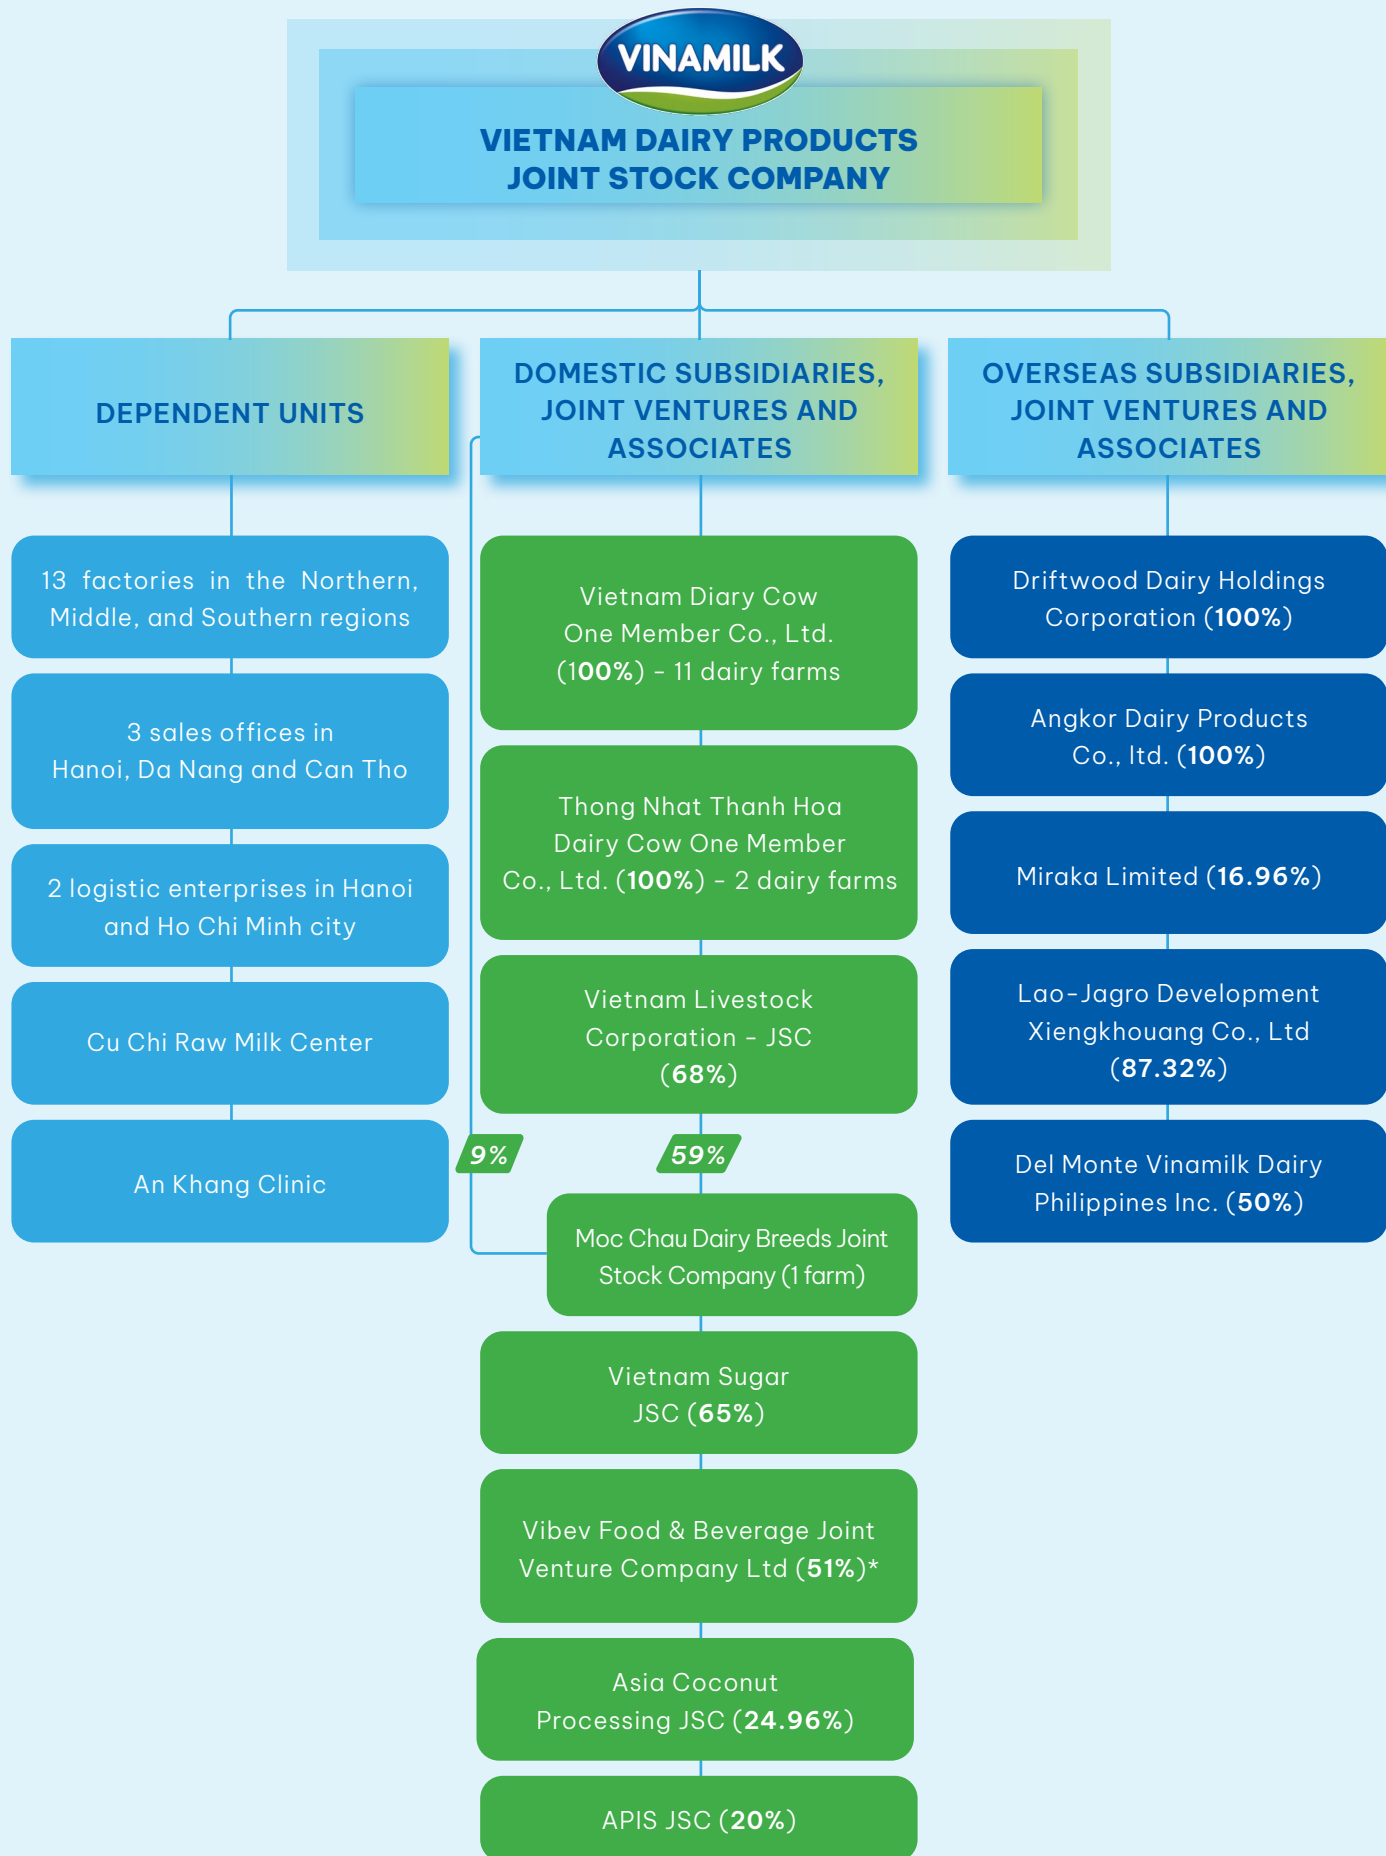 VINAMILK
VIETNAM DAIRY PRODUCTS
JOINT STOCK COMPANY
DEPENDENT UNITS
13 factories in the Northern,
Middle, and Southern regions
3 sales offices in
Hanoi, Da Nang and Can Tho
2 logistic enterprises in Hanoi
and Ho Chi Minh city
Cu Chi Raw Milk Center
An Khang Clinic
DOMESTIC SUBSIDIARIES,
JOINT VENTURES AND
ASSOCIATES
Vietnam Diary Cow
One Member Co., Ltd.
(100%) - 11 dairy farms
Thong Nhat Thanh Hoa
Dairy Cow One Member
Co., Ltd. (100%) - 2 dairy farms
Vietnam Livestock
Corporation - JSC
(68%)
9%
59%
Moc Chau Dairy Breeds Joint
Stock Company (1 farm)
Vietnam Sugar
JSC (65%)
Vibev Food & Beverage Joint
Venture Company Ltd (51%)*
Asia Coconut
Processing JSC (24.96%)
APIS JSC (20%)
OVERSEAS SUBSIDIARIES,
JOINT VENTURES AND
ASSOCIATES
Driftwood Dairy Holdings
Corporation (100%)
Angkor Dairy Products
Co., ltd. (100%)
Miraka Limited (16.96%)
Lao-Jagro Development
Xiengkhouang Co., Ltd
(87.32%)
Del Monte Vinamilk Dairy
Philippines Inc. (50%)